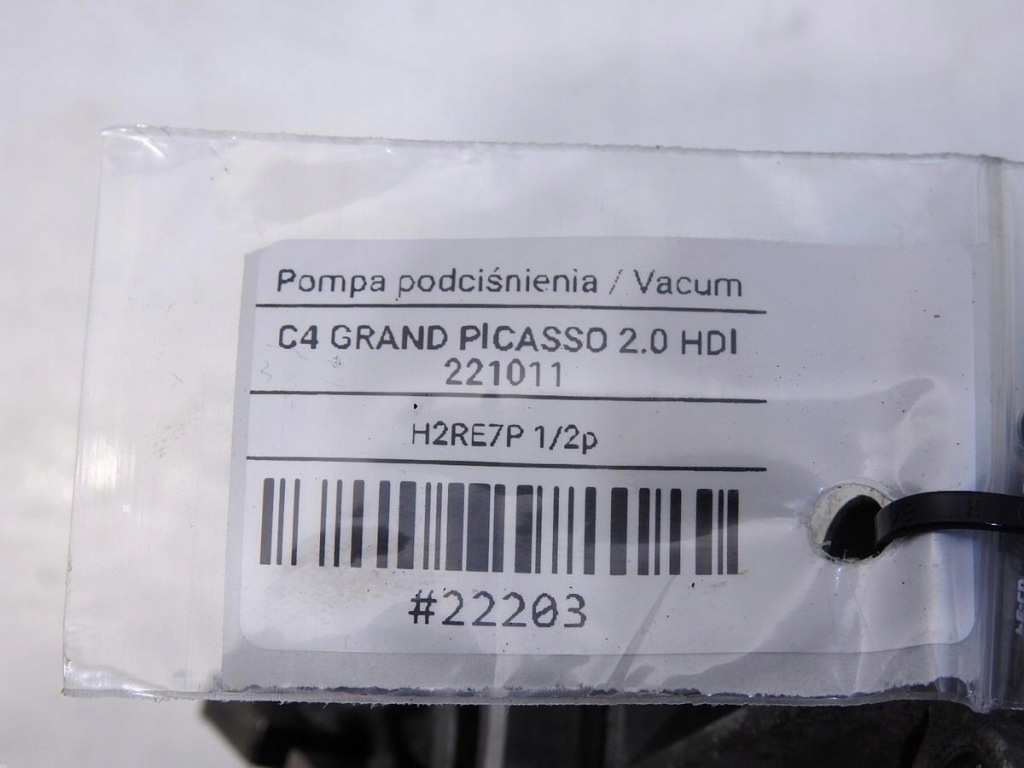 Pompa podciśnienia / Vacum
C4 GRAND PICASSO 2.0 HDI
221011
H2RE7P 1/2p
#22203